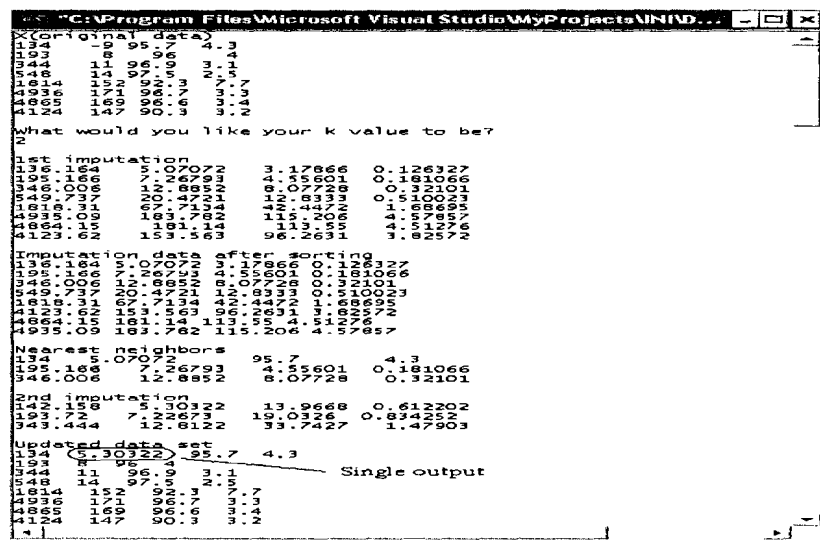 "C:\Program Files\Microsoft Visual Studio\MyProjects\INI\D...
X(original data)
134 -9 95.7 4.3
193 8 96 4
344 11 96.9 3.1
548 14 97.5 2.5
1814 152 92.3 7.7
4936 171 96.7 3.3
4865 169 96.6 3.4
4124 147 90.3 3.2
What would you like your k value to be?
2
1st imputation
136.164 5.07072 3.17866 0.126327
195.166 7.26793 4.55601 0.181066
346.006 12.8852 8.07728 0.32101
549.737 20.4721 12.8333 0.510023
1818.31 67.7134 42.4472 1.68695
4935.09 183.782 115.206 4.57857
4864.15 181.14 113.55 4.51276
4123.62 153.563 96.2631 3.82572
Imputation data after sorting
136.164 5.07072 3.17866 0.126327
195.166 7.26793 4.55601 0.181066
346.006 12.8852 8.07728 0.32101
549.737 20.4721 12.8333 0.510023
1818.31 67.7134 42.4472 1.68695
4123.62 153.563 96.2631 3.82572
4864.15 181.14 113.55 4.51276
4935.09 183.782 115.206 4.57857
Nearest neighbors
134 5.07072 95.7 4.3
195.166 7.26793 4.55601 0.181066
346.006 12.8852 8.07728 0.32101
2nd imputation
142.158 5.30322 13.9668 0.612202
193.72 7.226731 19.0326 0.834252
343.444 12.8122 33.7427 1.47903
Updated data set
134 5.30322 95.7 4.3
193 8 96 4
344 11 96.9 3.1
Single output
548 14 97.5 2.5
1814 152 92.3 7.7
4936 171 96.7 3.3
4865 169 96.6 3.4
4124 147 90.3 3.2